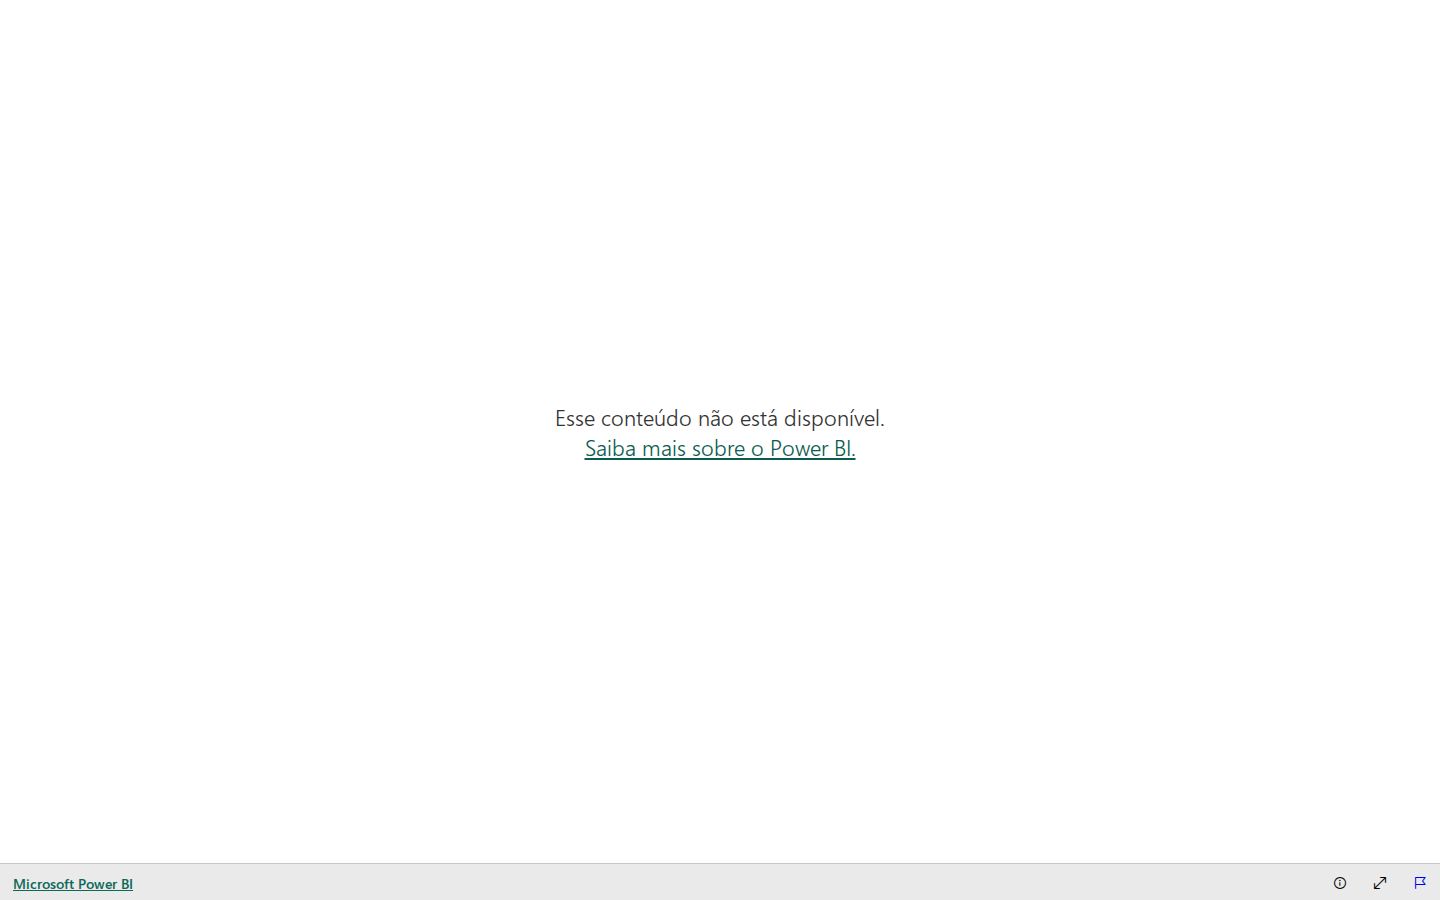 Esse conteúdo não está disponível.
Saiba mais sobre o Power BI.
Microsoft Power BI